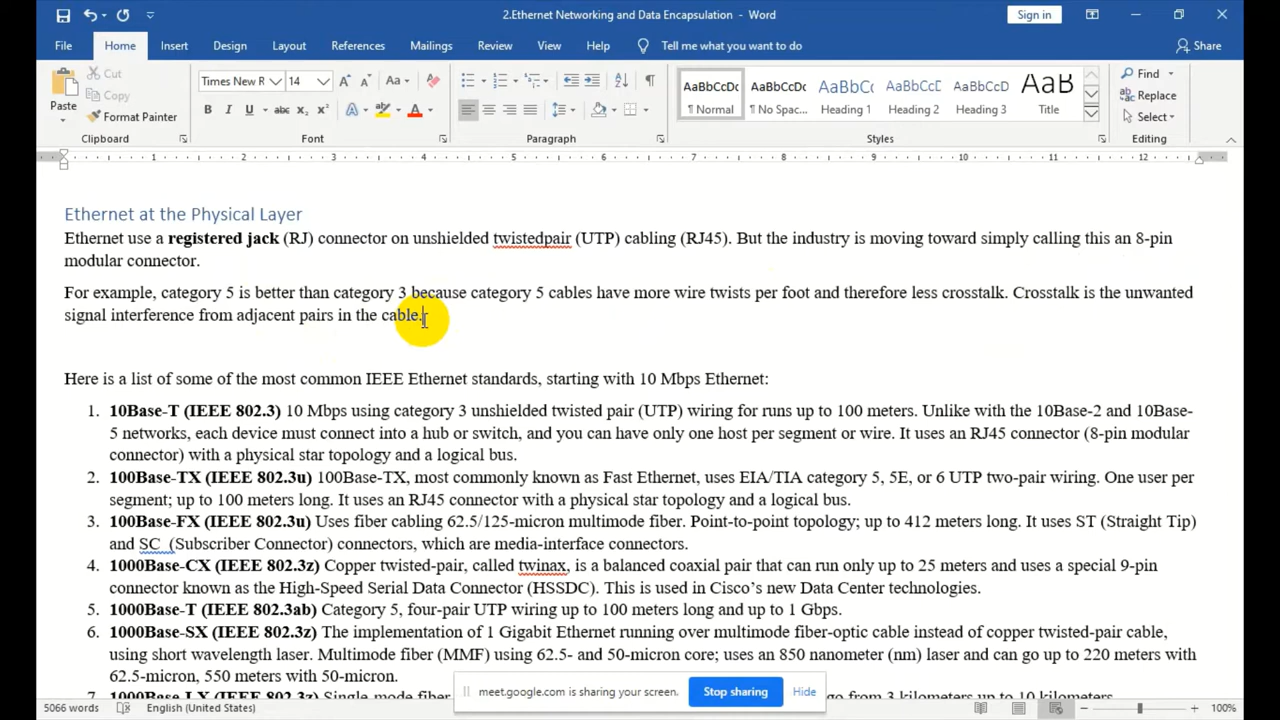 2.Ethernet Networking and Data Encapsulation - Word
Sign in
File Home Insert Design Layout References Mailings Review View Help Tell me what you want to do Share
Paste
Cut
Copy
Format Painter
Clipboard
Times New R 14
Font
Paragraph
AaBbCcDc AaBbCcDc AaBbC AaBbCcD AaBbCcD AaB
¶ Normal ¶ No Spac... Heading 1 Heading 2 Heading 3 Title
Styles
Find
Replace
Select
Editing
1 2 3 4 5 6 7 8 9 10 11 12
Ethernet at the Physical Layer
Ethernet use a registered jack (RJ) connector on unshielded twistedpair (UTP) cabling (RJ45). But the industry is moving toward simply calling this an 8-pin
modular connector.
For example, category 5 is better than category 3 because category 5 cables have more wire twists per foot and therefore less crosstalk. Crosstalk is the unwanted
signal interference from adjacent pairs in the cable.
Here is a list of some of the most common IEEE Ethernet standards, starting with 10 Mbps Ethernet:
1. 10Base-T (IEEE 802.3) 10 Mbps using category 3 unshielded twisted pair (UTP) wiring for runs up to 100 meters. Unlike with the 10Base-2 and 10Base-
5 networks, each device must connect into a hub or switch, and you can have only one host per segment or wire. It uses an RJ45 connector (8-pin modular
connector) with a physical star topology and a logical bus.
2. 100Base-TX (IEEE 802.3u) 100Base-TX, most commonly known as Fast Ethernet, uses EIA/TIA category 5, 5E, or 6 UTP two-pair wiring. One user per
segment; up to 100 meters long. It uses an RJ45 connector with a physical star topology and a logical bus.
3. 100Base-FX (IEEE 802.3u) Uses fiber cabling 62.5/125-micron multimode fiber. Point-to-point topology; up to 412 meters long. It uses ST (Straight Tip)
and SC (Subscriber Connector) connectors, which are media-interface connectors.
4. 1000Base-CX (IEEE 802.3z) Copper twisted-pair, called twinax, is a balanced coaxial pair that can run only up to 25 meters and uses a special 9-pin
connector known as the High-Speed Serial Data Connector (HSSDC). This is used in Cisco's new Data Center technologies.
5. 1000Base-T (IEEE 802.3ab) Category 5, four-pair UTP wiring up to 100 meters long and up to 1 Gbps.
6. 1000Base-SX (IEEE 802.3z) The implementation of 1 Gigabit Ethernet running over multimode fiber-optic cable instead of copper twisted-pair cable,
using short wavelength laser. Multimode fiber (MMF) using 62.5- and 50-micron core; uses an 850 nanometer (nm) laser and can go up to 220 meters with
62.5-micron, 550 meters with 50-micron.
7. 1000Base-LX (IEEE 802.3z) Single-mode fiber go from 3 kilometers up to 10 kilometers.
meet.google.com is sharing your screen. Stop sharing Hide
5066 words English (United States) 100%